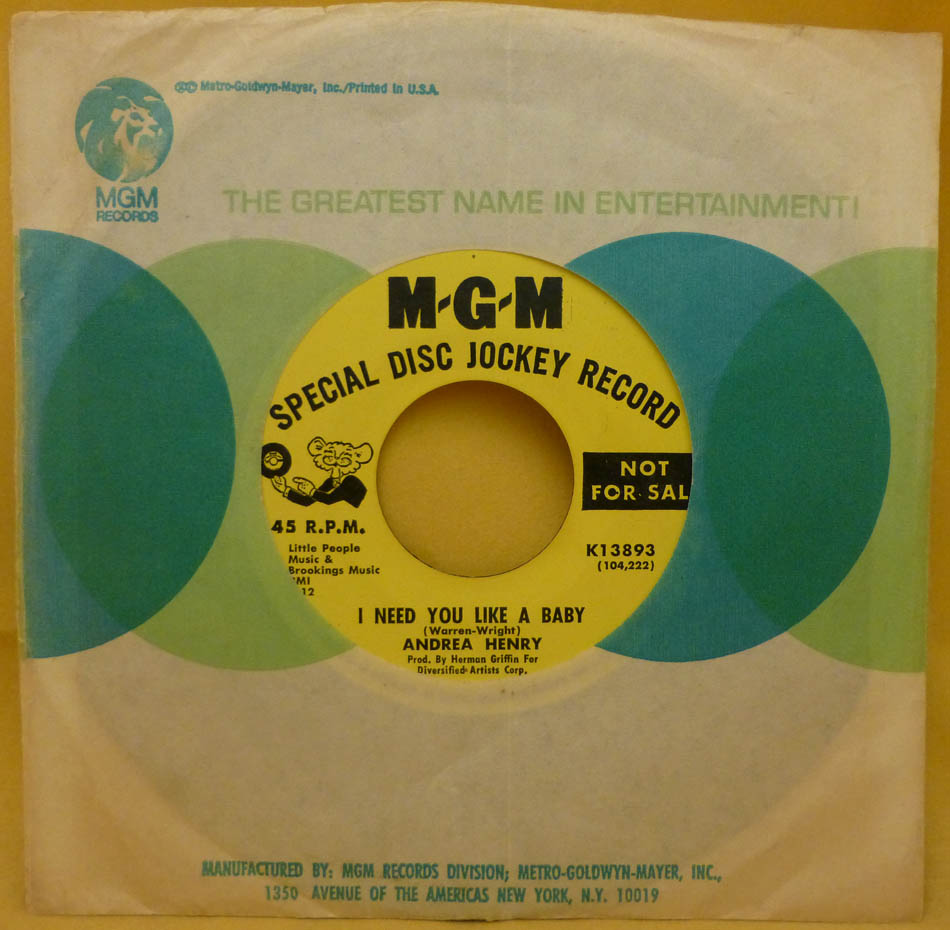 ℗© Metro-Goldwyn-Mayer, Inc./Printed in U.S.A.
MGM
RECORDS
THE GREATEST NAME IN ENTERTAINMENT!
M-G-M
SPECIAL DISC JOCKEY RECORD
NOT
FOR SAL
45 R.P.M.
Little People
Music &
Brookings Music
MI
12
K13893
(104,222)
I NEED YOU LIKE A BABY
(Warren-Wright)
ANDREA HENRY
Prod. By Herman Griffin For
Diversified Artists Corp.
MANUFACTURED BY: MGM RECORDS DIVISION; METRO-GOLDWYN-MAYER, INC.,
1350 AVENUE OF THE AMERICAS NEW YORK, N.Y. 10019